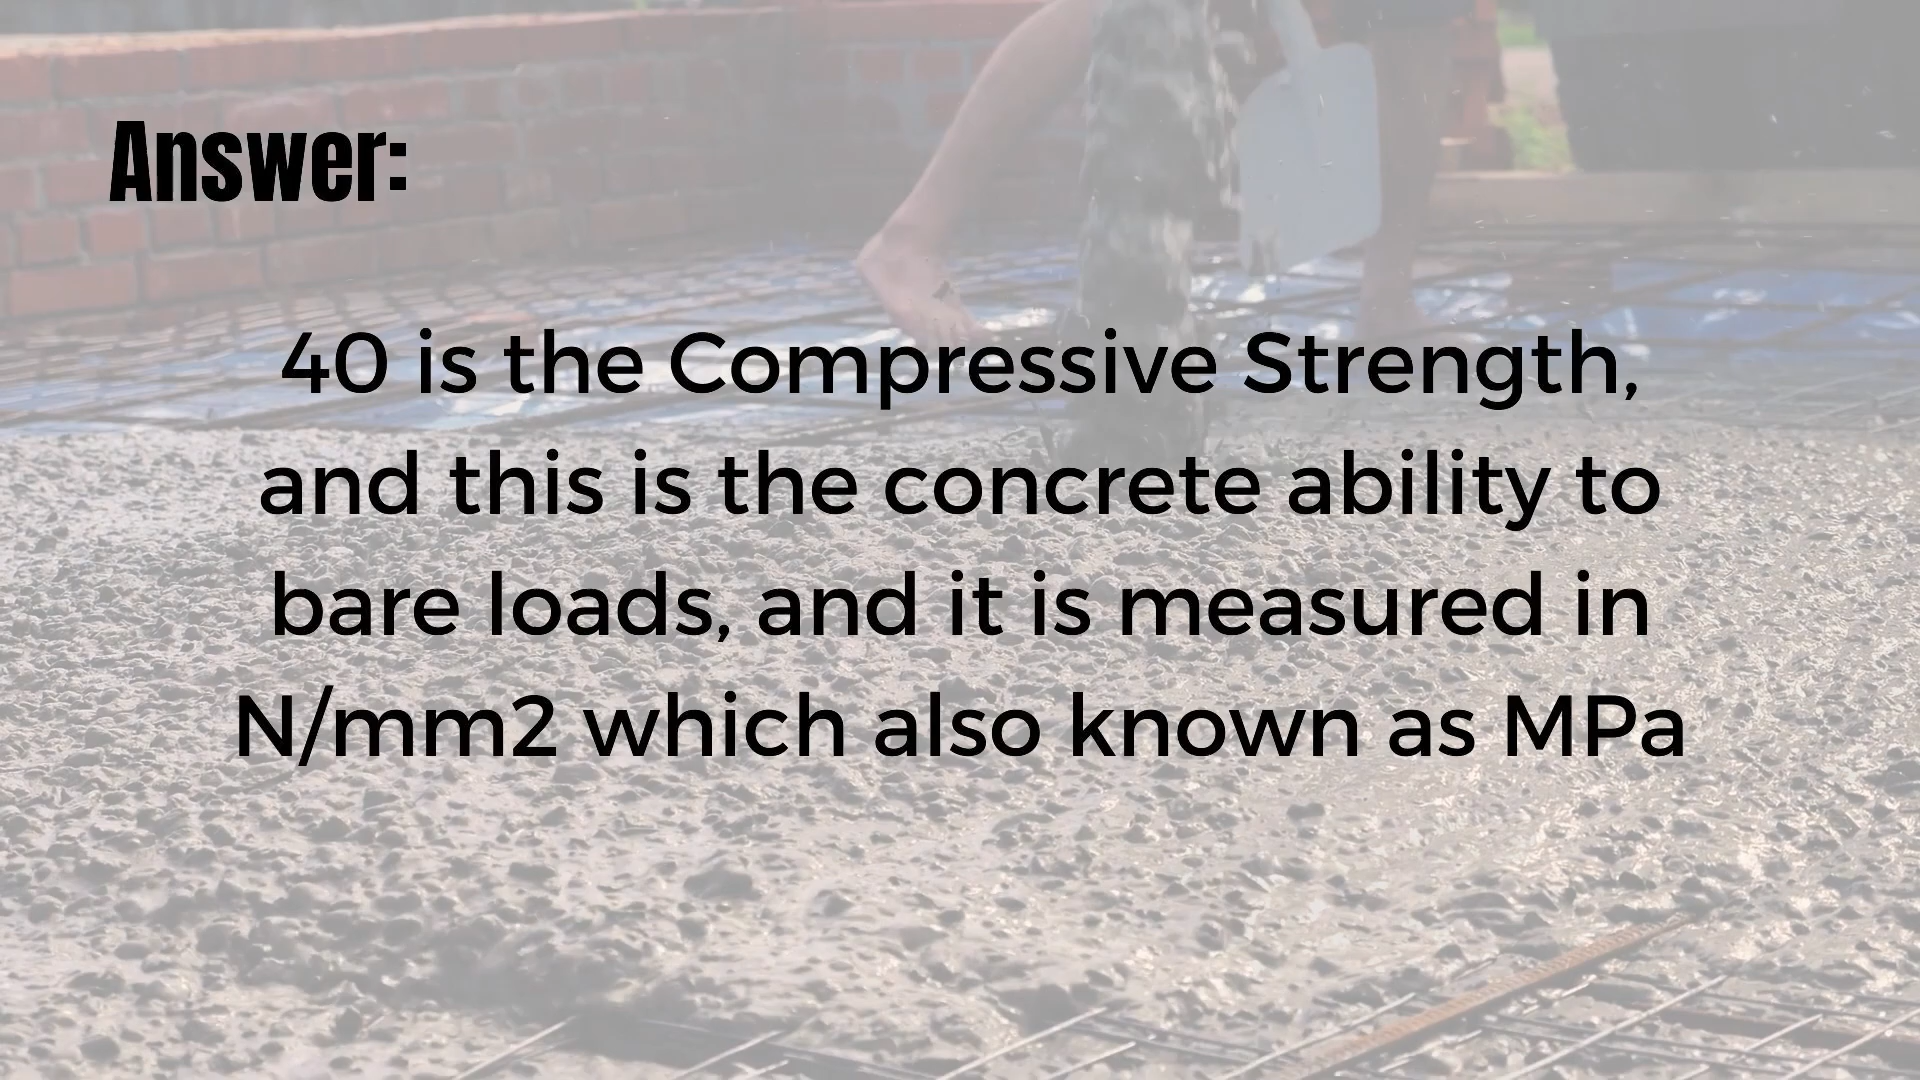 Answer:
40 is the Compressive Strength,
and this is the concrete ability to
bare loads, and it is measured in
N/mm2 which also known as MPa